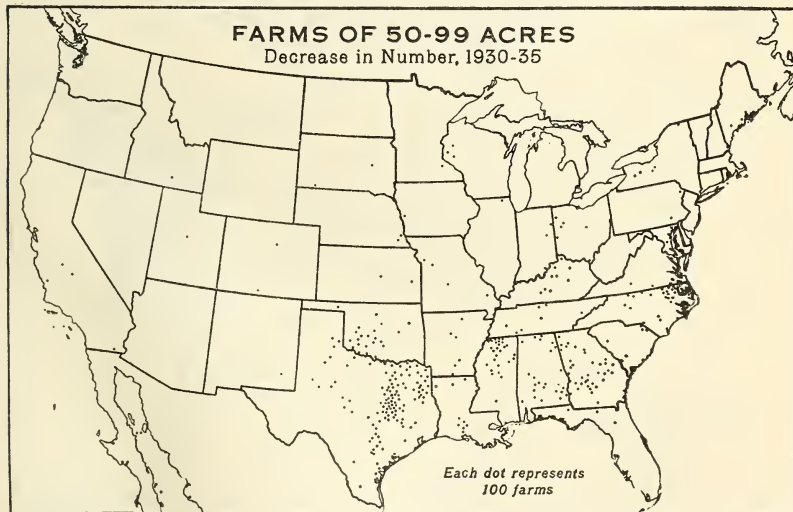 FARMS OF 50-99 ACRES
Decrease in Number, 1930-35
Each dot represents
100 farms